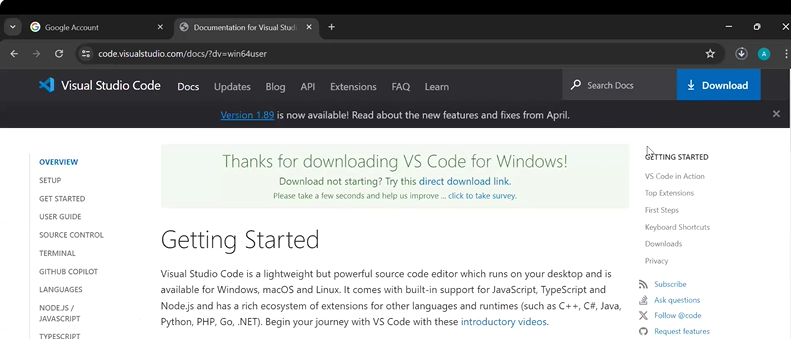 Google Account
Documentation for Visual Studi
code.visualstudio.com/docs/?dv=win64user
A
Visual Studio Code
Docs
Updates
Blog
API
Extensions
FAQ
Learn
Search Docs
Download
Version 1.89 is now available! Read about the new features and fixes from April.
OVERVIEW
SETUP
GET STARTED
USER GUIDE
SOURCE CONTROL
TERMINAL
GITHUB COPILOT
LANGUAGES
NODE.JS /
JAVASCRIPT
TYPESCRIPT
Thanks for downloading VS Code for Windows!
Download not starting? Try this direct download link.
Please take a few seconds and help us improve ... click to take survey.
Getting Started
Visual Studio Code is a lightweight but powerful source code editor which runs on your desktop and is
available for Windows, macOS and Linux. It comes with built-in support for JavaScript, TypeScript and
Node.js and has a rich ecosystem of extensions for other languages and runtimes (such as C++, C#, Java,
Python, PHP, Go, .NET). Begin your journey with VS Code with these introductory videos.
GETTING STARTED
VS Code in Action
Top Extensions
First Steps
Keyboard Shortcuts
Downloads
Privacy
Subscribe
Ask questions
Follow @code
Request features